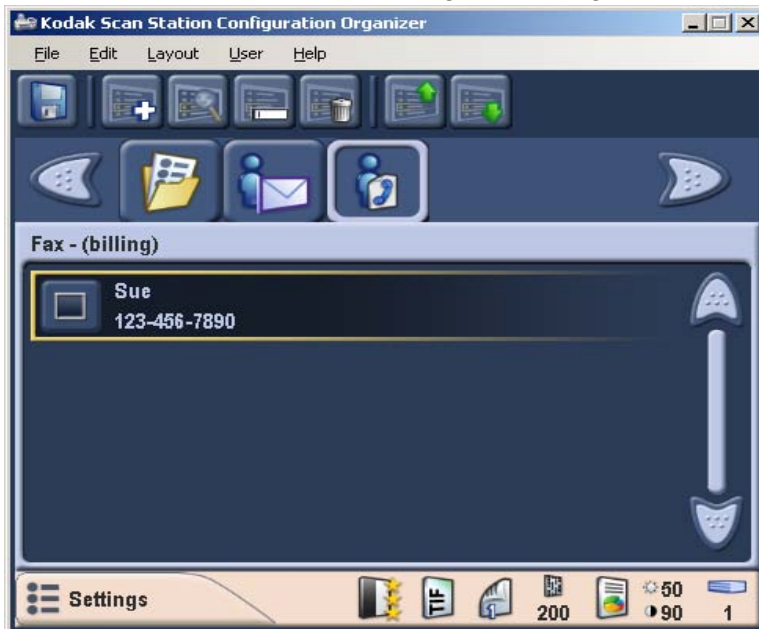 Kodak Scan Station Configuration Organizer
File Edit Layout User Help
Fax - (billing)
Sue
123-456-7890
Settings
TIF
1
200
50
90
1